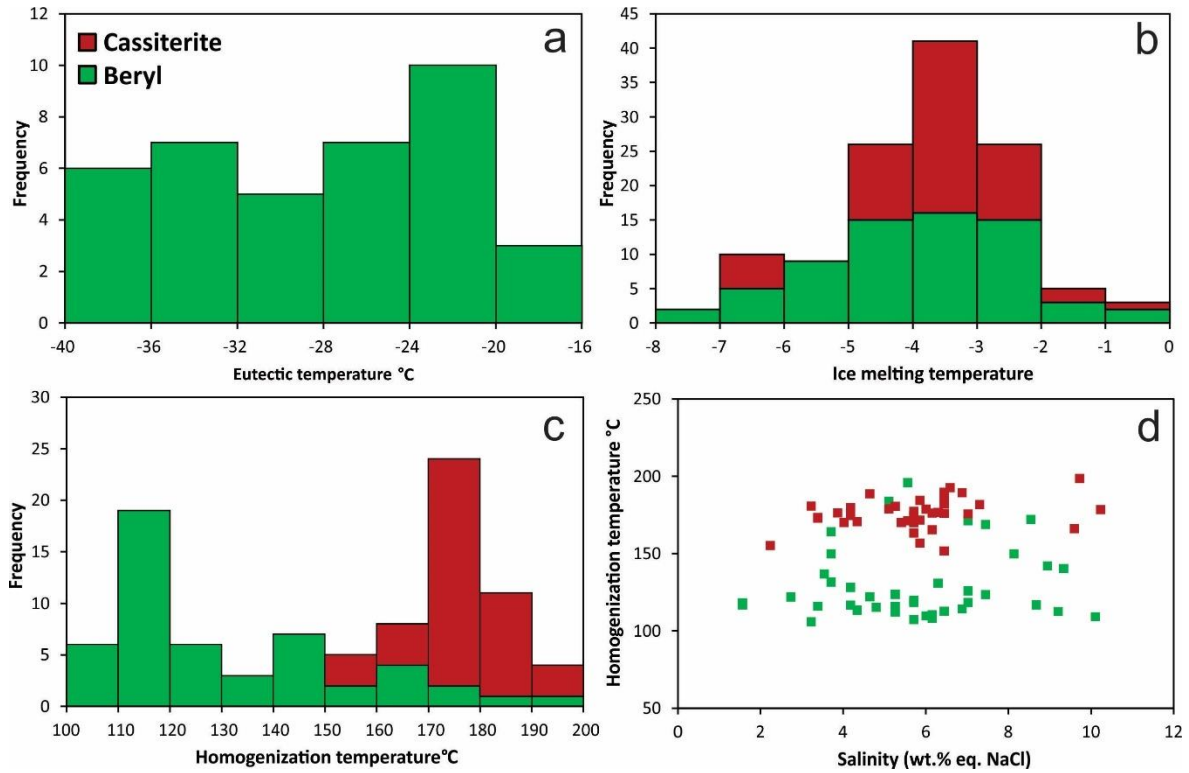 a
Cassiterite
Beryl
Frequency
12
10
8
6
4
2
0
-40 -36 -32 -28 -24 -20 -16
Eutectic temperature °C
b
Frequency
45
40
35
30
25
20
15
10
5
0
-8 -7 -6 -5 -4 -3 -2 -1 0
Ice melting temperature
c
Frequency
30
25
20
15
10
5
0
100 110 120 130 140 150 160 170 180 190 200
Homogenization temperature°C
d
Homogenization temperature °C
250
200
150
100
50
0 2 4 6 8 10 12
Salinity (wt.% eq. NaCl)